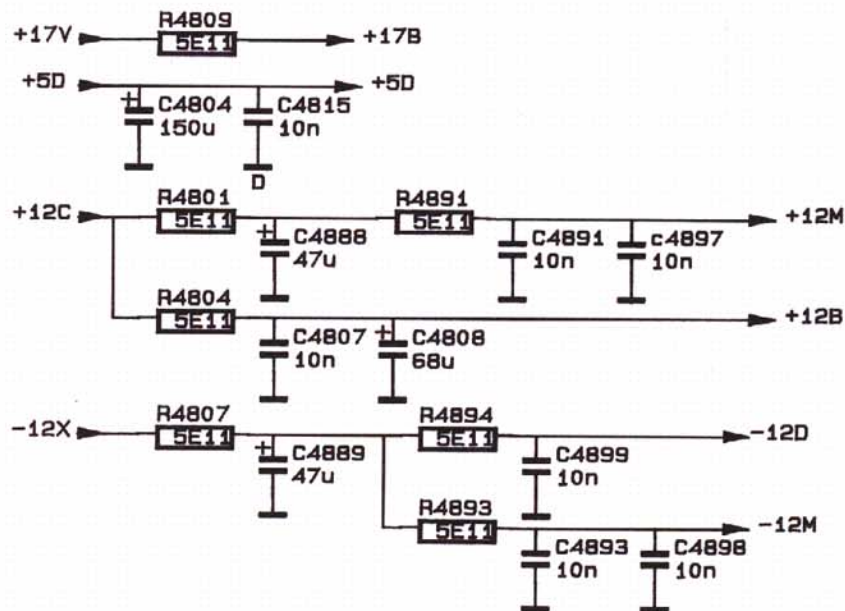 R4809
+17V 5E11 +17B
+5D +5D
+ C4804 C4815
150u 10n
D
R4801 R4891
+12C 5E11 5E11 +12M
+ C4888 C4891 c4897
47u 10n 10n
R4804
5E11 +12B
C4807 + C4808
10n 68u
R4807 R4894
-12X 5E11 5E11 -12D
+ C4889 C4899
47u 10n
R4893
5E11 -12M
C4893 C4898
10n 10n